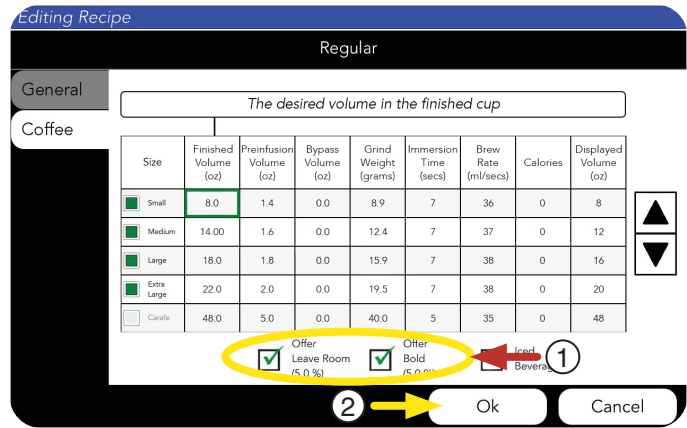 Editing Recipe
Regular
General
Coffee
The desired volume in the finished cup
Size Finished Volume (oz) Preinfusion Volume (oz) Bypass Volume (oz) Grind Weight (grams) Immersion Time (secs) Brew Rate (ml/secs) Calories Displayed Volume (oz)
Small 8.0 1.4 0.0 8.9 7 36 0 8
Medium 14.00 1.6 0.0 12.4 7 37 0 12
Large 18.0 1.8 0.0 15.9 7 38 0 16
Extra Large 22.0 2.0 0.0 19.5 7 38 0 20
Carafe 48.0 5.0 0.0 40.0 5 35 0 48
Offer Leave Room (5.0 %)
Offer Bold (5.0 %)
Iced
1
2
Ok
Cancel